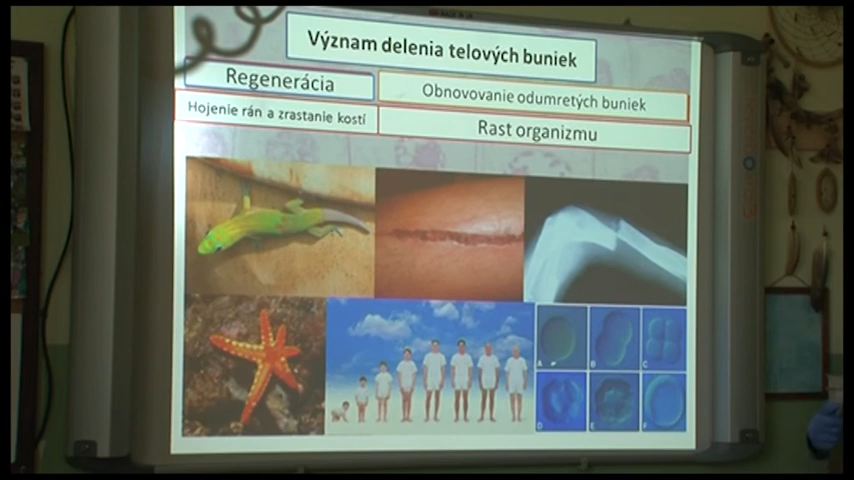 Význam delenia telových buniek
Regenerácia
Obnovovanie odumretých buniek
Hojenie rán a zrastanie kostí
Rast organizmu
A
B
C
D
E
F